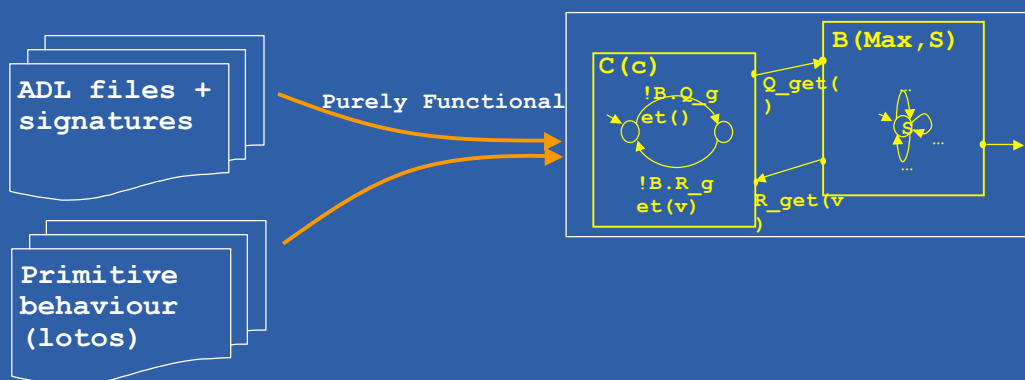 ADL files +
signatures
Purely Functional
Primitive
behaviour
(lotos)
C(c)
!B.Q_g
et()
!B.R_g
et(v)
Q_get(
)
R_get(v
)
B(Max,S)
…
S
…
…